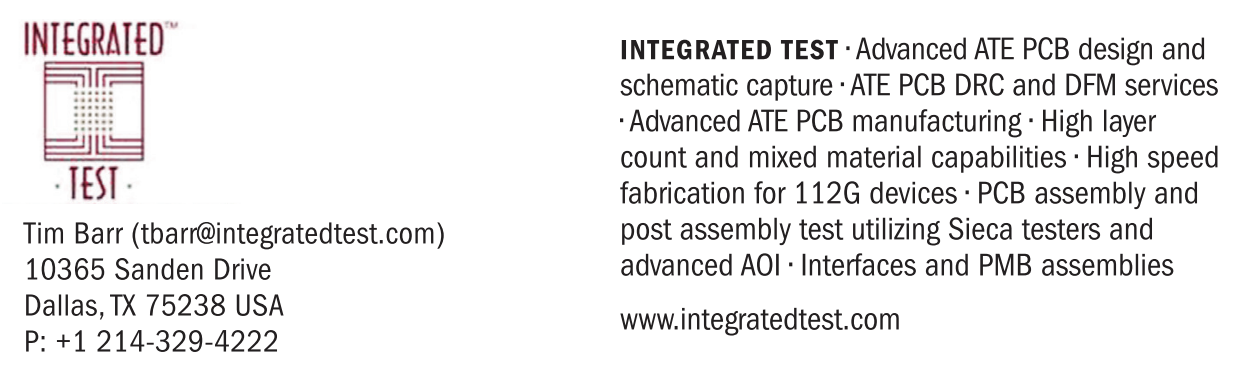 INTEGRATED™
· TEST ·
Tim Barr (tbarr@integratedtest.com)
10365 Sanden Drive
Dallas, TX 75238 USA
P: +1 214-329-4222
INTEGRATED TEST · Advanced ATE PCB design and
schematic capture · ATE PCB DRC and DFM services
· Advanced ATE PCB manufacturing · High layer
count and mixed material capabilities · High speed
fabrication for 112G devices · PCB assembly and
post assembly test utilizing Sieca testers and
advanced AOI · Interfaces and PMB assemblies
www.integratedtest.com